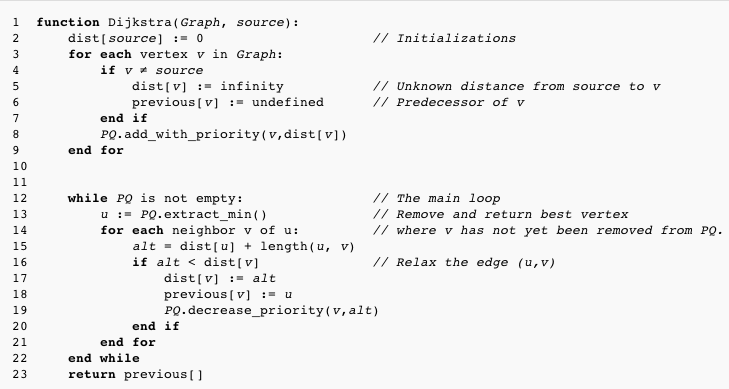 1 function Dijkstra(Graph, source):
2 dist[source] := 0 // Initializations
3 for each vertex v in Graph:
4 if v ≠ source
5 dist[v] := infinity // Unknown distance from source to v
6 previous[v] := undefined // Predecessor of v
7 end if
8 PQ.add_with_priority(v,dist[v])
9 end for
10
11
12 while PQ is not empty: // The main loop
13 u := PQ.extract_min() // Remove and return best vertex
14 for each neighbor v of u: // where v has not yet been removed from PQ.
15 alt = dist[u] + length(u, v)
16 if alt < dist[v] // Relax the edge (u,v)
17 dist[v] := alt
18 previous[v] := u
19 PQ.decrease_priority(v,alt)
20 end if
21 end for
22 end while
23 return previous[]